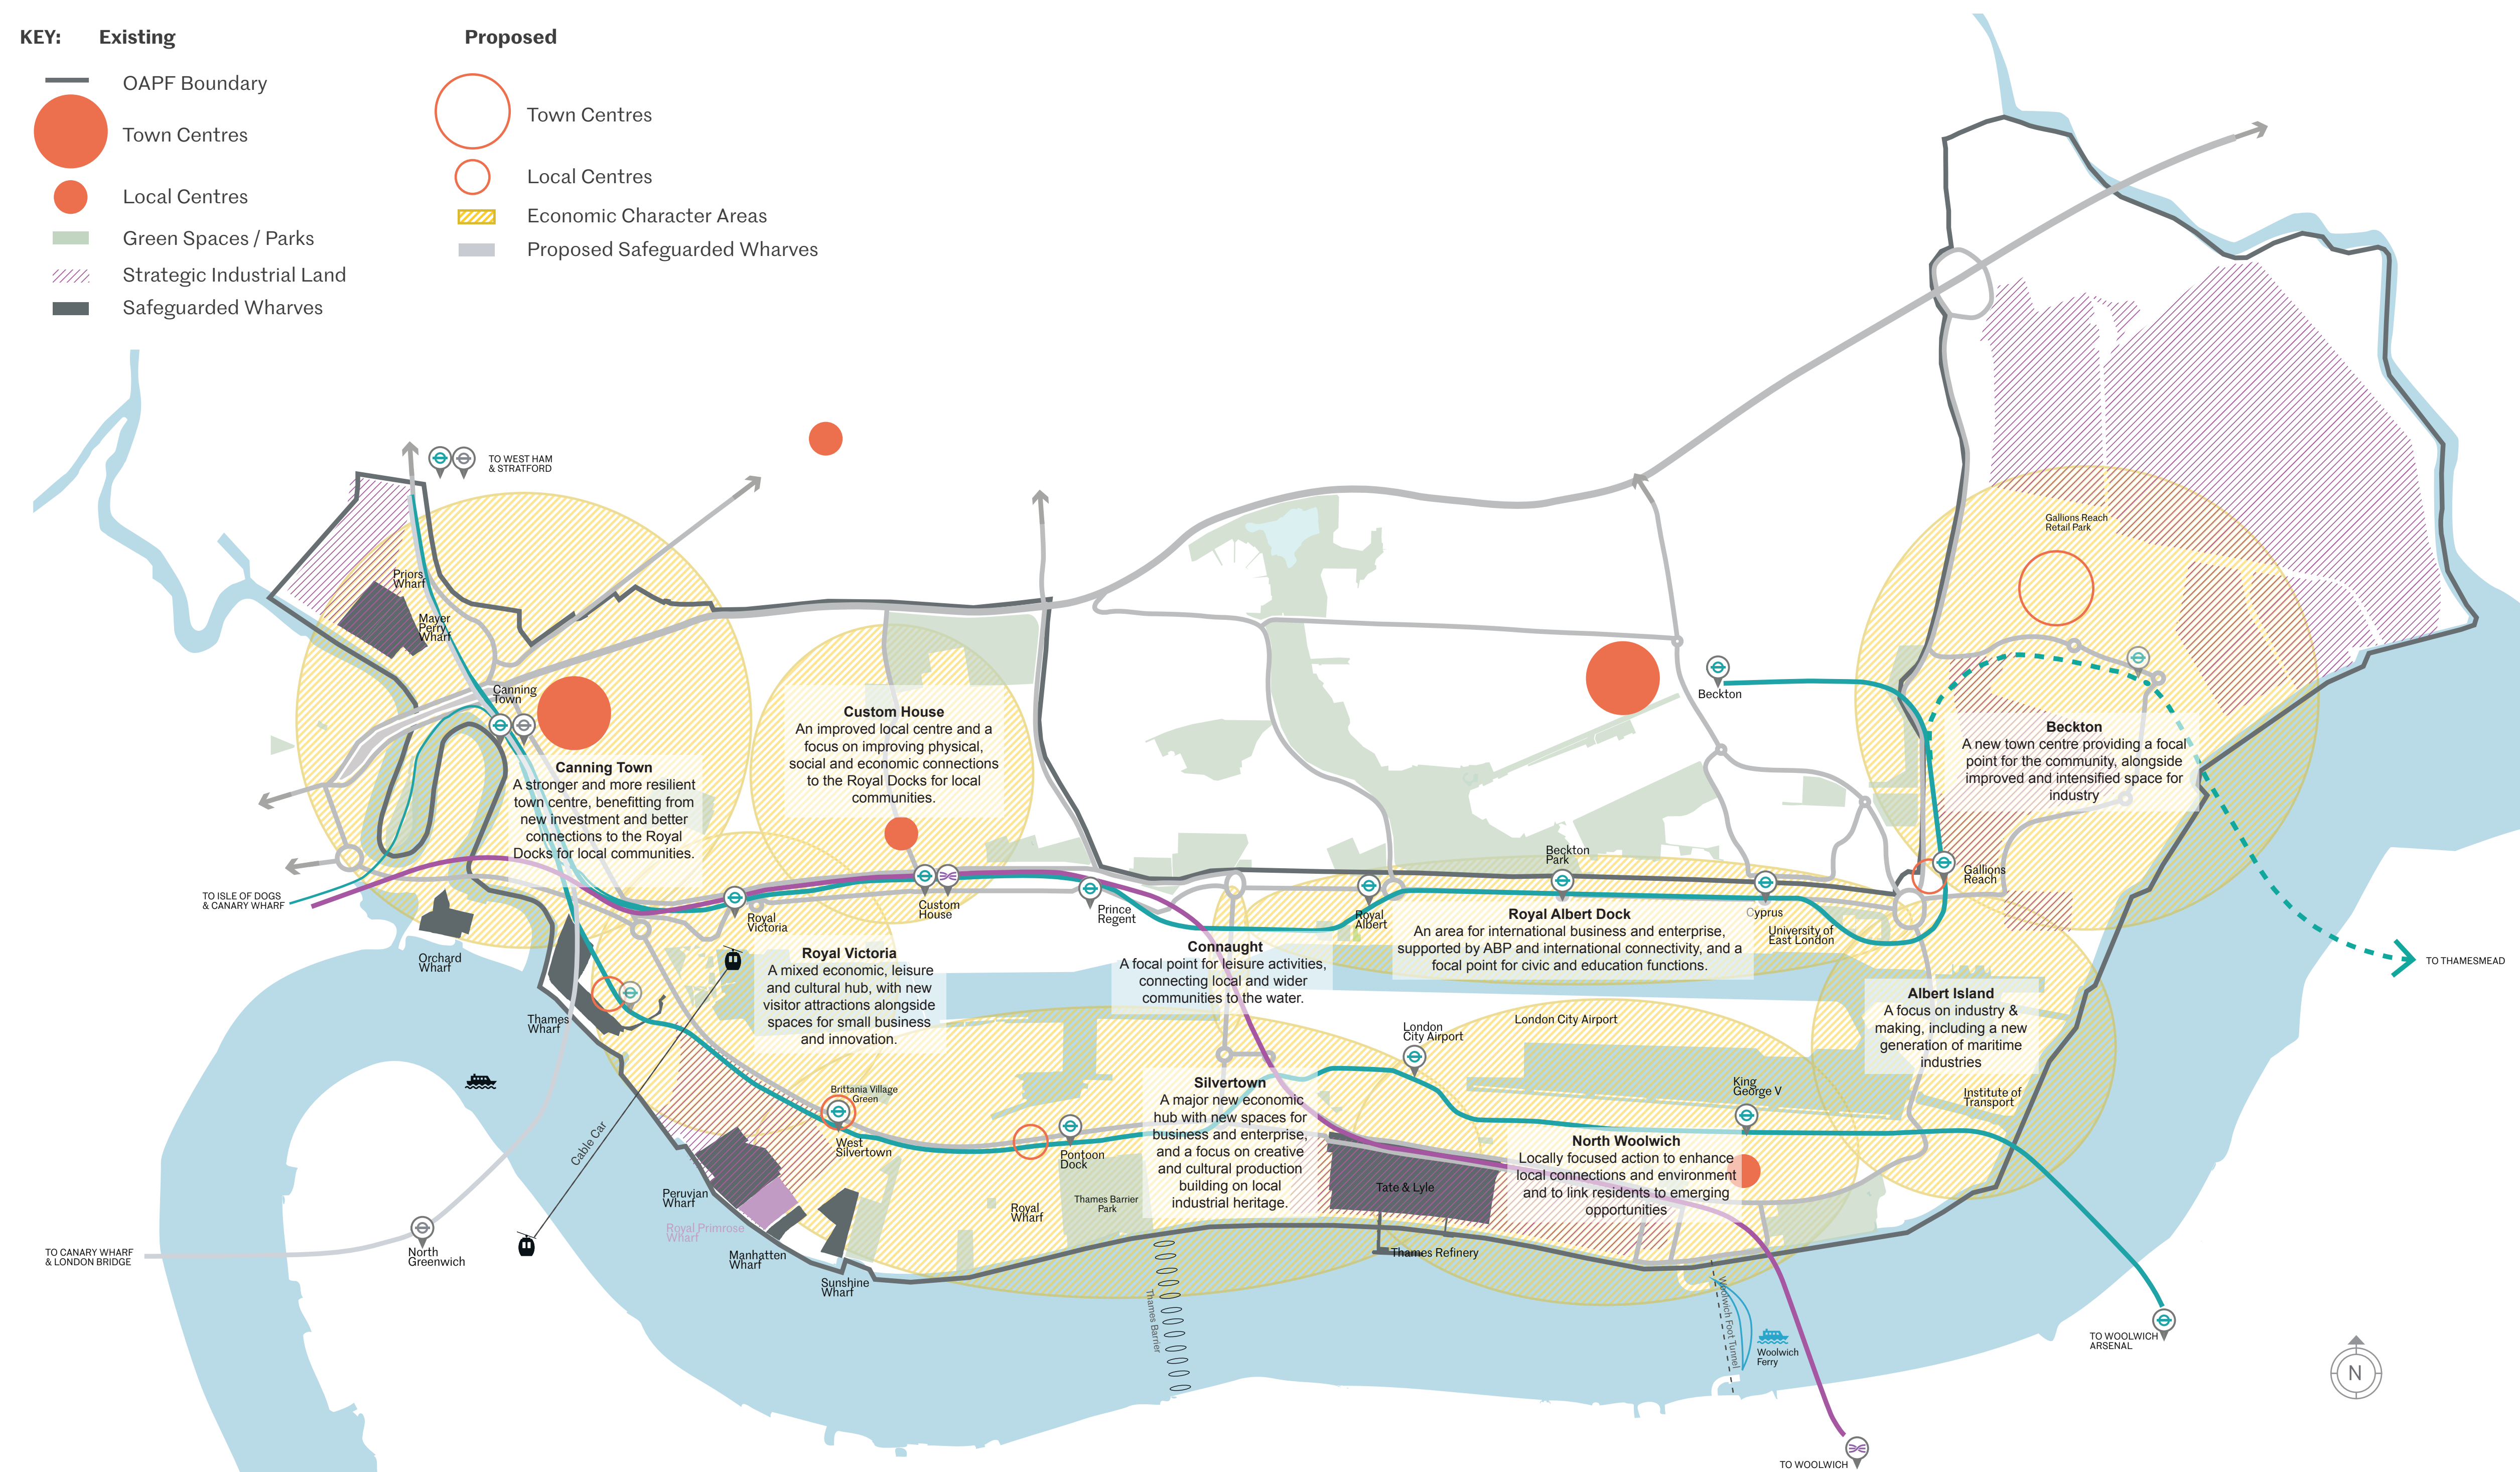 KEY:
Existing
OAPF Boundary
Town Centres
Local Centres
Green Spaces / Parks
Strategic Industrial Land
Safeguarded Wharves
Proposed
Town Centres
Local Centres
Economic Character Areas
Proposed Safeguarded Wharves
TO WEST HAM
& STRATFORD
Priors
Wharf
Mayer
Perry
Wharf
Canning
Town
Canning Town
A stronger and more resilient
town centre, benefitting from
new investment and better
connections to the Royal
Docks for local communities.
Custom House
An improved local centre and a
focus on improving physical,
social and economic connections
to the Royal Docks for local
communities.
Beckton
Gallions Reach
Retail Park
Beckton
A new town centre providing a focal
point for the community, alongside
improved and intensified space for
industry
TO ISLE OF DOGS
& CANARY WHARF
Orchard
Wharf
Royal
Victoria
Custom
House
Prince
Regent
Royal
Albert
Beckton
Park
Cyprus
University of
East London
Gallions
Reach
TO THAMESMEAD
Royal Victoria
A mixed economic, leisure
and cultural hub, with new
visitor attractions alongside
spaces for small business
and innovation.
Connaught
A focal point for leisure activities,
connecting local and wider
communities to the water.
Royal Albert Dock
An area for international business and enterprise,
supported by ABP and international connectivity, and a
focal point for civic and education functions.
Albert Island
A focus on industry &
making, including a new
generation of maritime
industries
Thames
Wharf
Cable Car
Brittania Village
Green
West
Silvertown
Pontoon
Dock
London
City Airport
London City Airport
King
George V
Institute of
Transport
Silvertown
A major new economic
hub with new spaces for
business and enterprise,
and a focus on creative
and cultural production
building on local
industrial heritage.
North Woolwich
Locally focused action to enhance
local connections and environment
and to link residents to emerging
opportunities
Tate & Lyle
Peruvian
Wharf
Royal Primrose
Wharf
Manhatten
Wharf
Sunshine
Wharf
Royal
Wharf
Thames Barrier
Park
Thames Refinery
Thames Barrier
Woolwich Foot Tunnel
Woolwich
Ferry
North
Greenwich
TO CANARY WHARF
& LONDON BRIDGE
TO WOOLWICH
ARSENAL
TO WOOLWICH
N